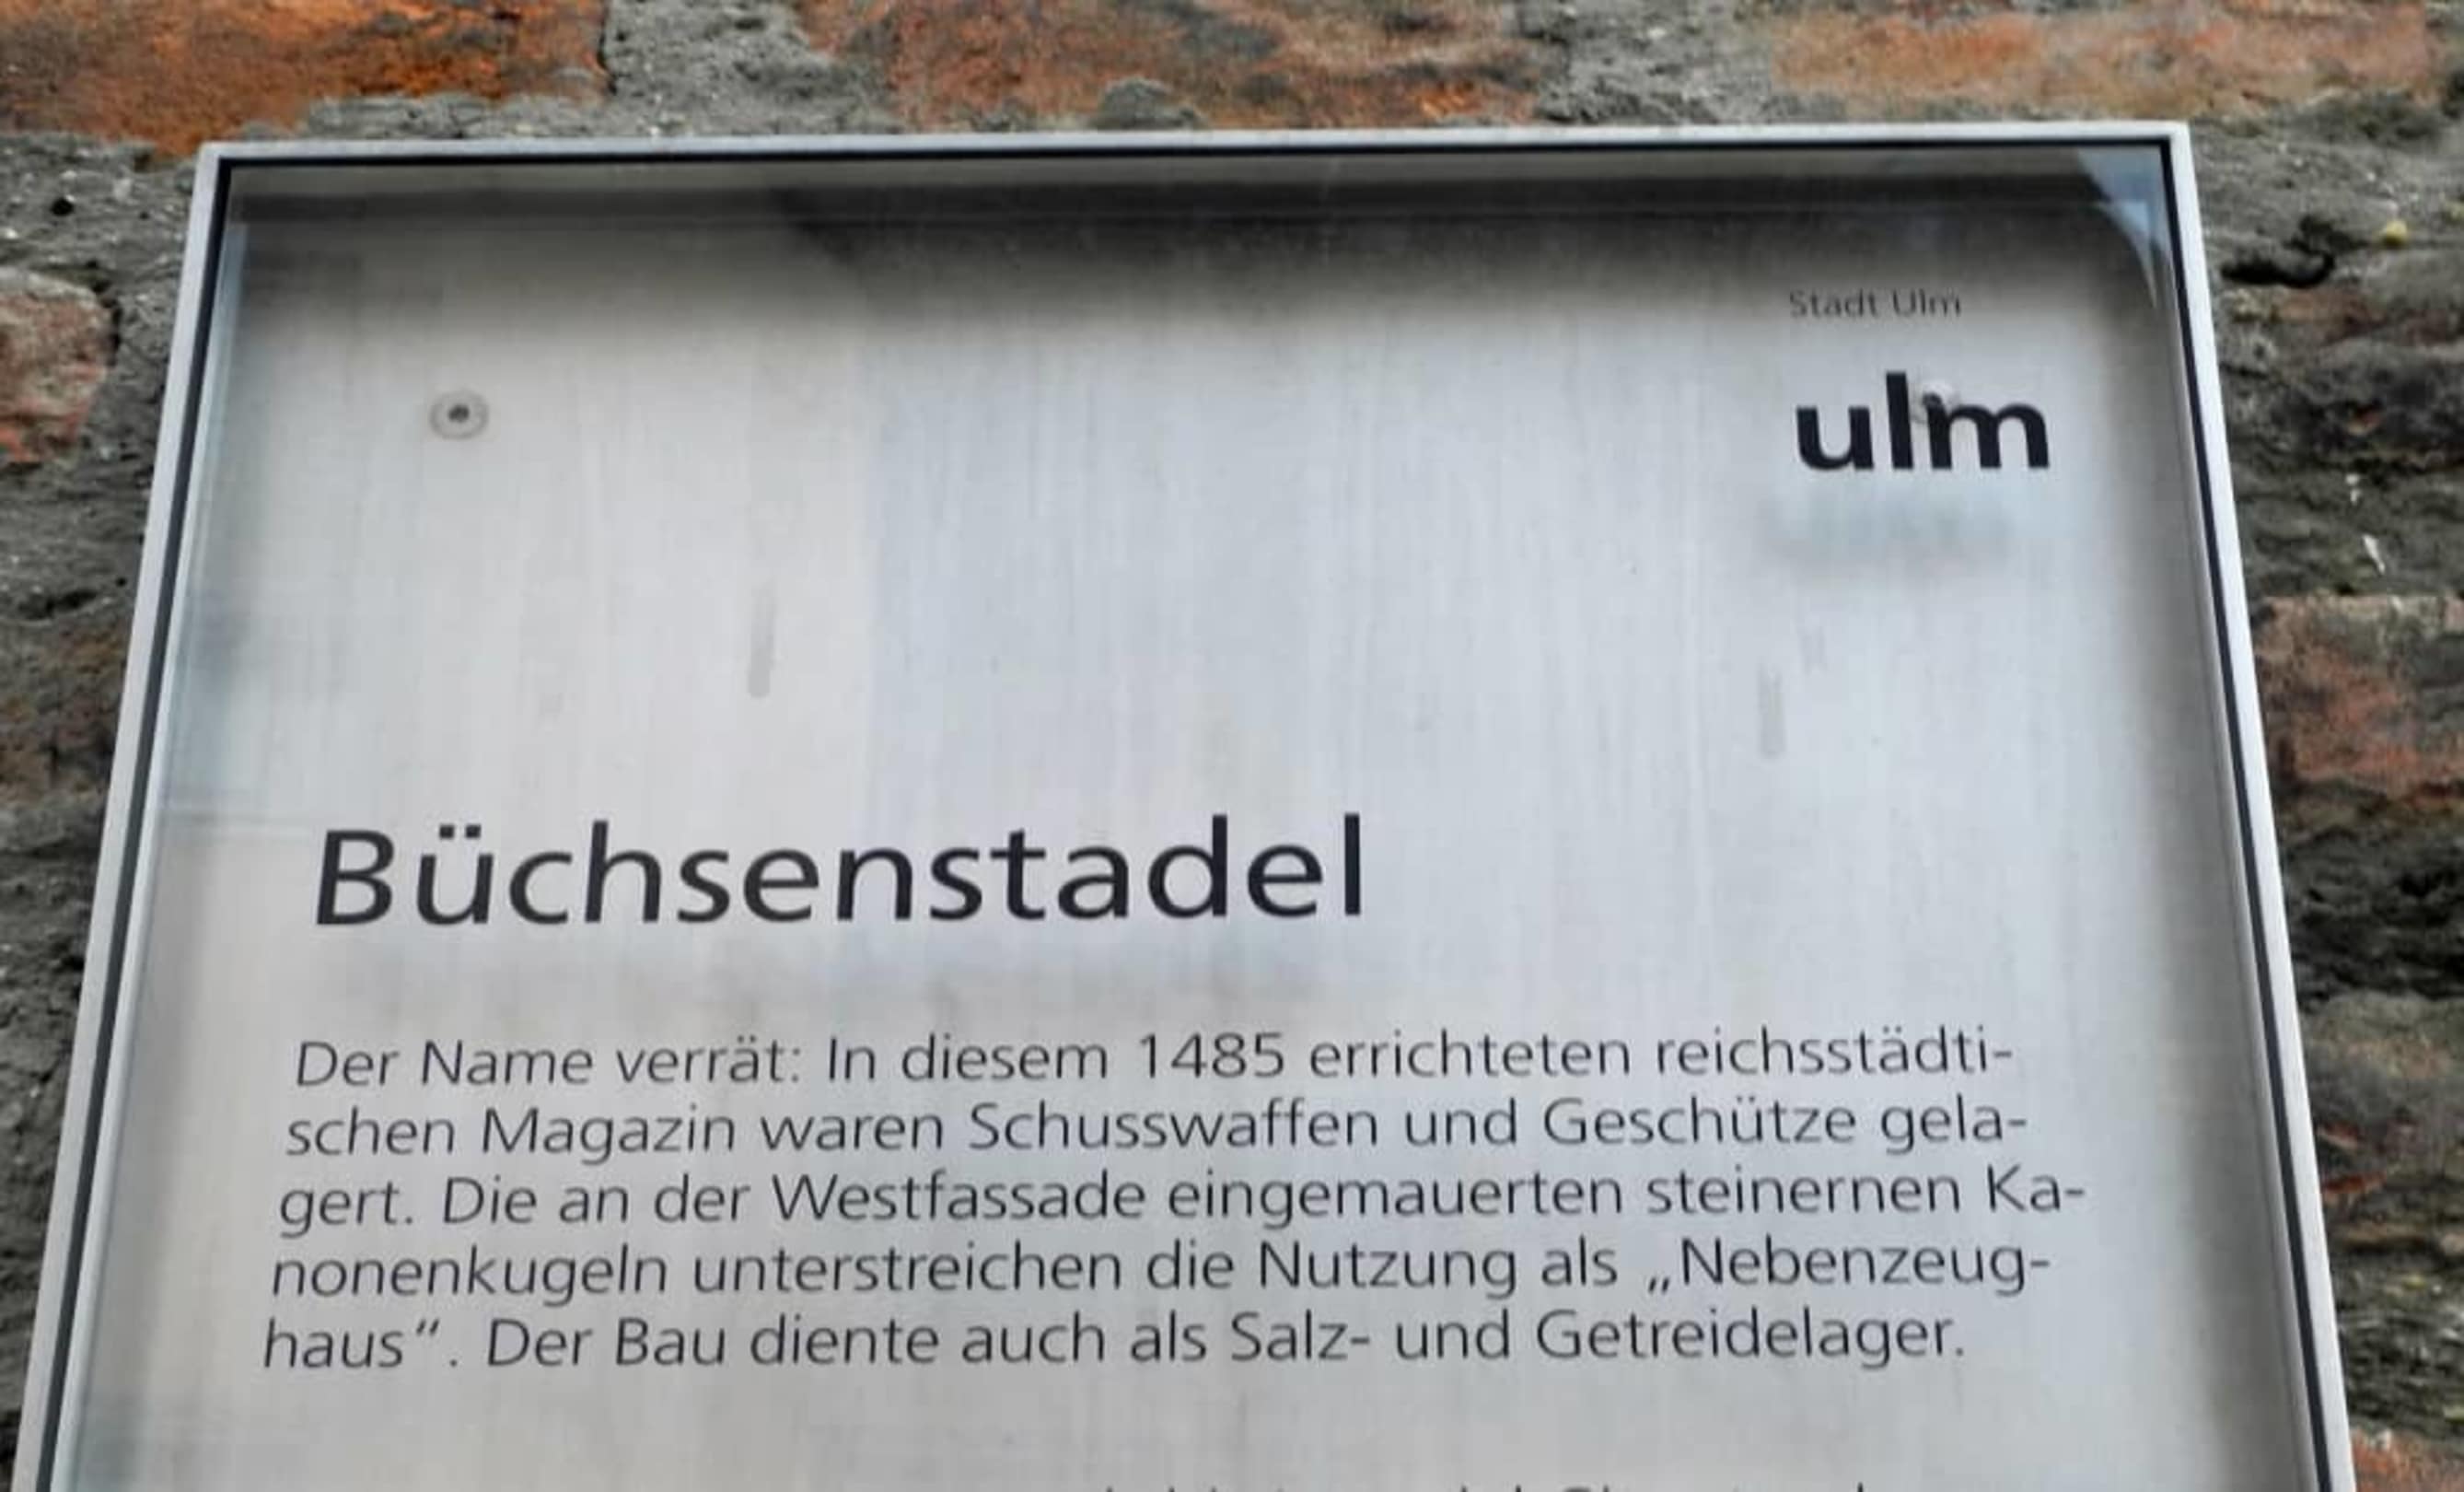 Stadt Ulm
ulm
Büchsenstadel
Der Name verrät: In diesem 1485 errichteten reichsstädti-
schen Magazin waren Schusswaffen und Geschütze gela-
gert. Die an der Westfassade eingemauerten steinernen Ka-
nonenkugeln unterstreichen die Nutzung als „Nebenzeug-
haus“. Der Bau diente auch als Salz- und Getreidelager.